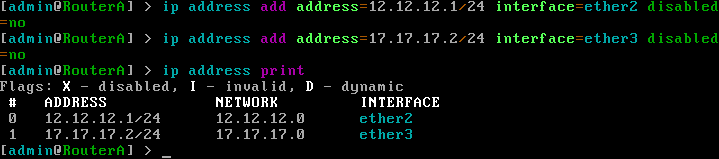 [admin@RouterA] > ip address add address=12.12.12.1/24 interface=ether2 disabled
=no
[admin@RouterA] > ip address add address=17.17.17.2/24 interface=ether3 disabled
=no
[admin@RouterA] > ip address print
Flags: X - disabled, I - invalid, D - dynamic
# ADDRESS NETWORK INTERFACE
0 12.12.12.1/24 12.12.12.0 ether2
1 17.17.17.2/24 17.17.17.0 ether3
[admin@RouterA] > _